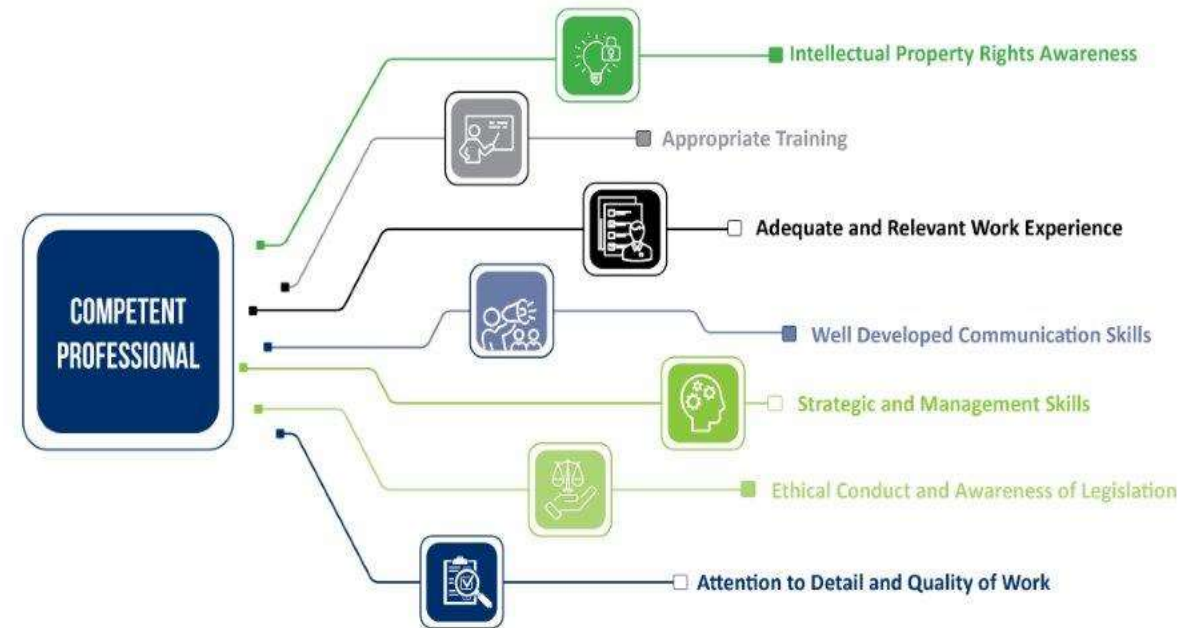 COMPETENT
PROFESSIONAL
Intellectual Property Rights Awareness
Appropriate Training
Adequate and Relevant Work Experience
Well Developed Communication Skills
Strategic and Management Skills
Ethical Conduct and Awareness of Legislation
Attention to Detail and Quality of Work